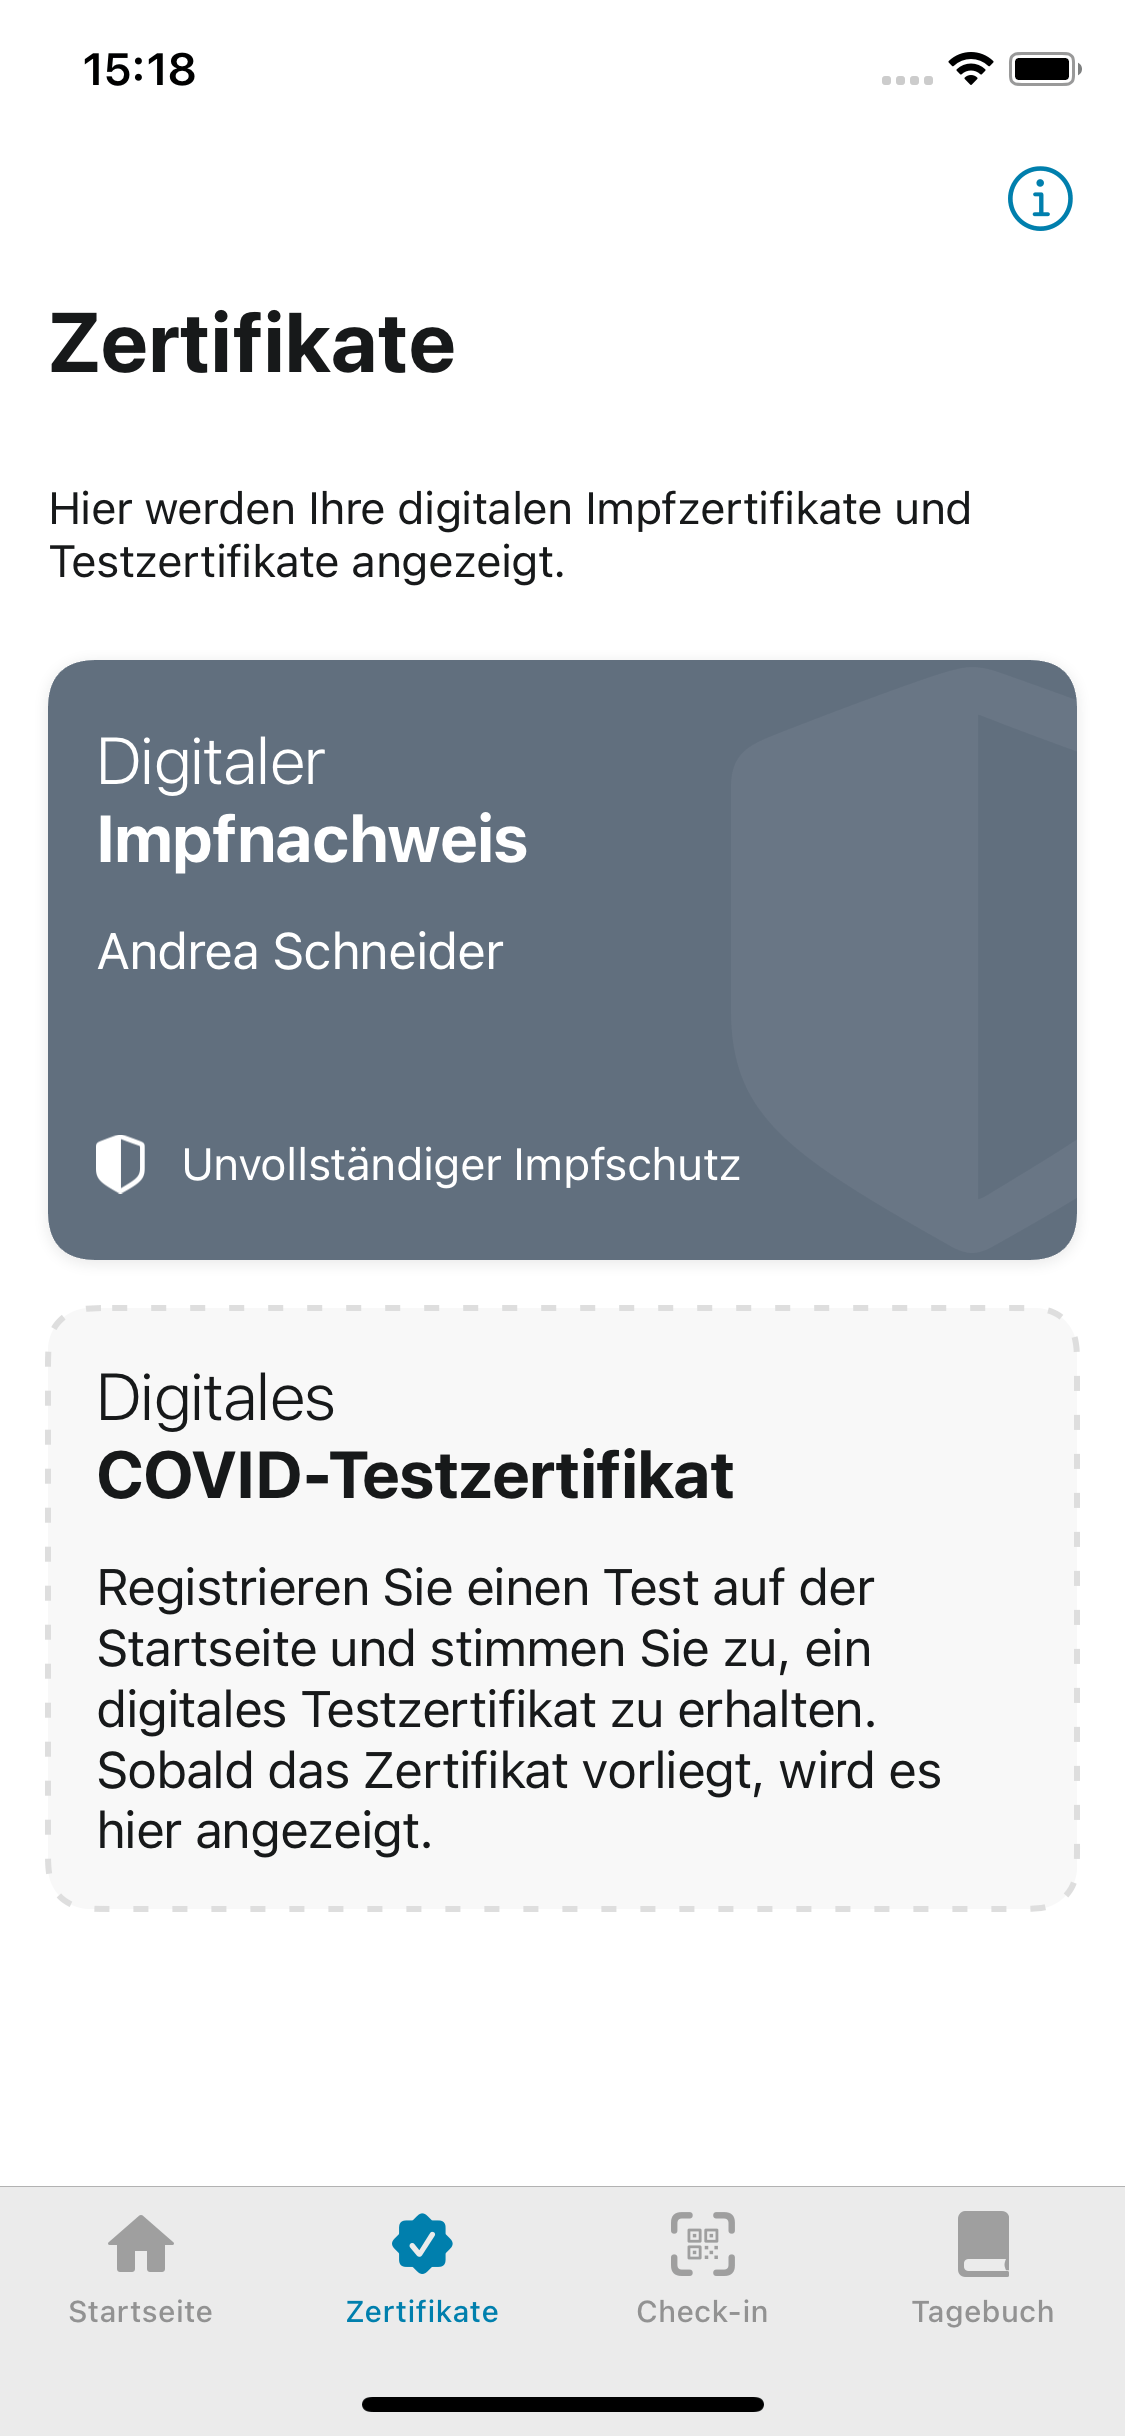 15:18
Zertifikate
Hier werden Ihre digitalen Impfzertifikate und
Testzertifikate angezeigt.
Digitaler
Impfnachweis
Andrea Schneider
Unvollständiger Impfschutz
Digitales
COVID-Testzertifikat
Registrieren Sie einen Test auf der
Startseite und stimmen Sie zu, ein
digitales Testzertifikat zu erhalten.
Sobald das Zertifikat vorliegt, wird es
hier angezeigt.
Startseite
Zertifikate
Check-in
Tagebuch